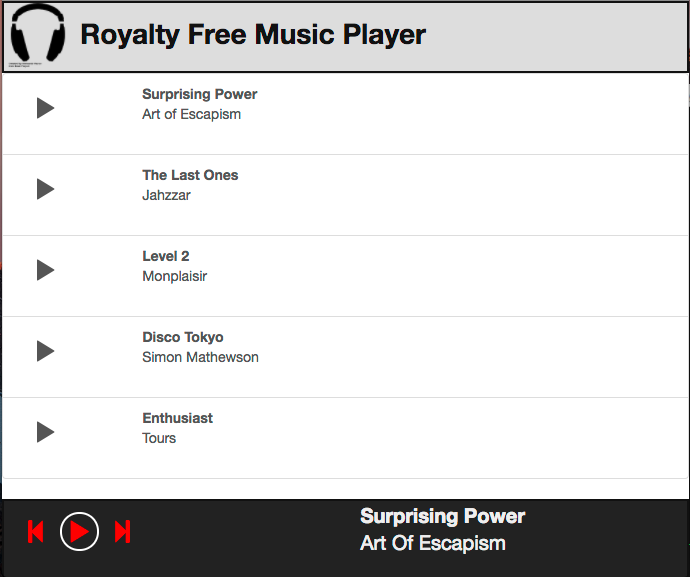 Royalty Free Music Player
Surprising Power
Art of Escapism
The Last Ones
Jahzzar
Level 2
Monplaisir
Disco Tokyo
Simon Mathewson
Enthusiast
Tours
Surprising Power
Art Of Escapism